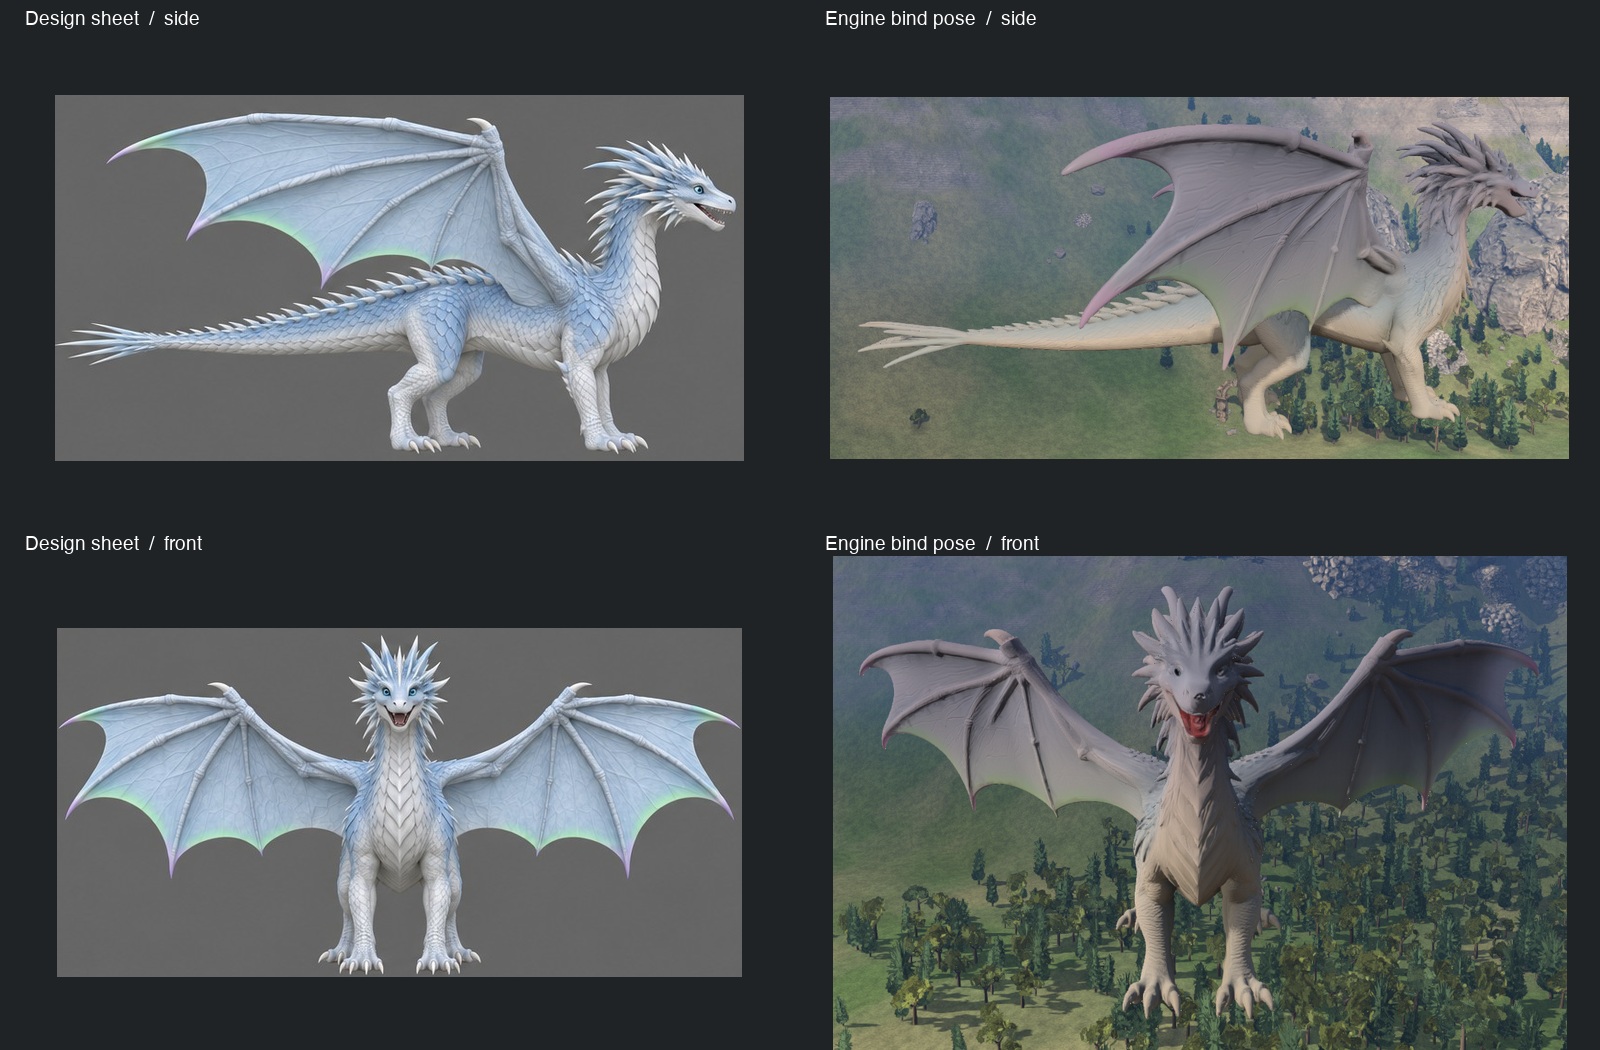 Design sheet / side
Engine bind pose / side
Design sheet / front
Engine bind pose / front